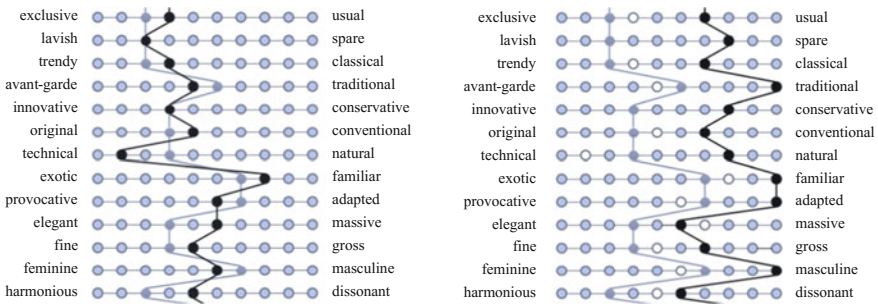 exclusive usual exclusive usual
lavish spare lavish spare
trendy classical trendy classical
avant-garde traditional avant-garde traditional
innovative conservative innovative conservative
original conventional original conventional
technical natural technical natural
exotic familiar exotic familiar
provocative adapted provocative adapted
elegant massive elegant massive
fine gross fine gross
feminine masculine feminine masculine
harmonious dissonant harmonious dissonant